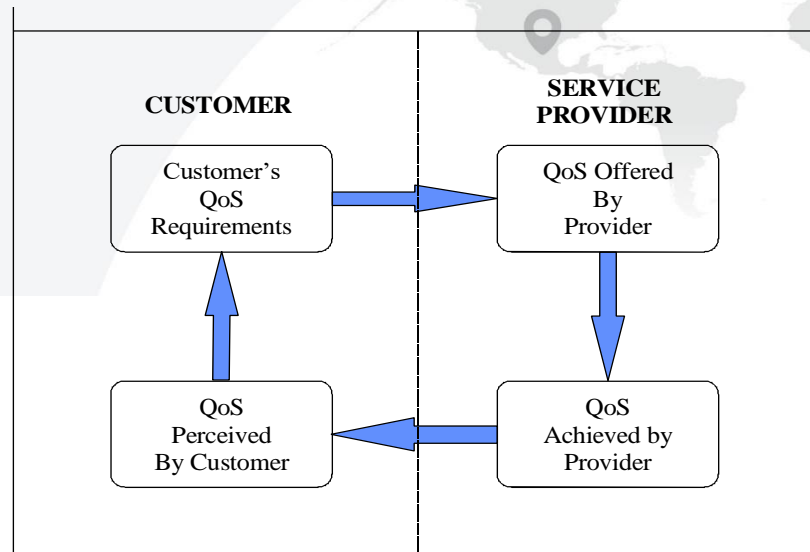 CUSTOMER
SERVICE
PROVIDER
Customer’s
QoS
Requirements
QoS Offered
By
Provider
QoS
Perceived
By Customer
QoS
Achieved by
Provider